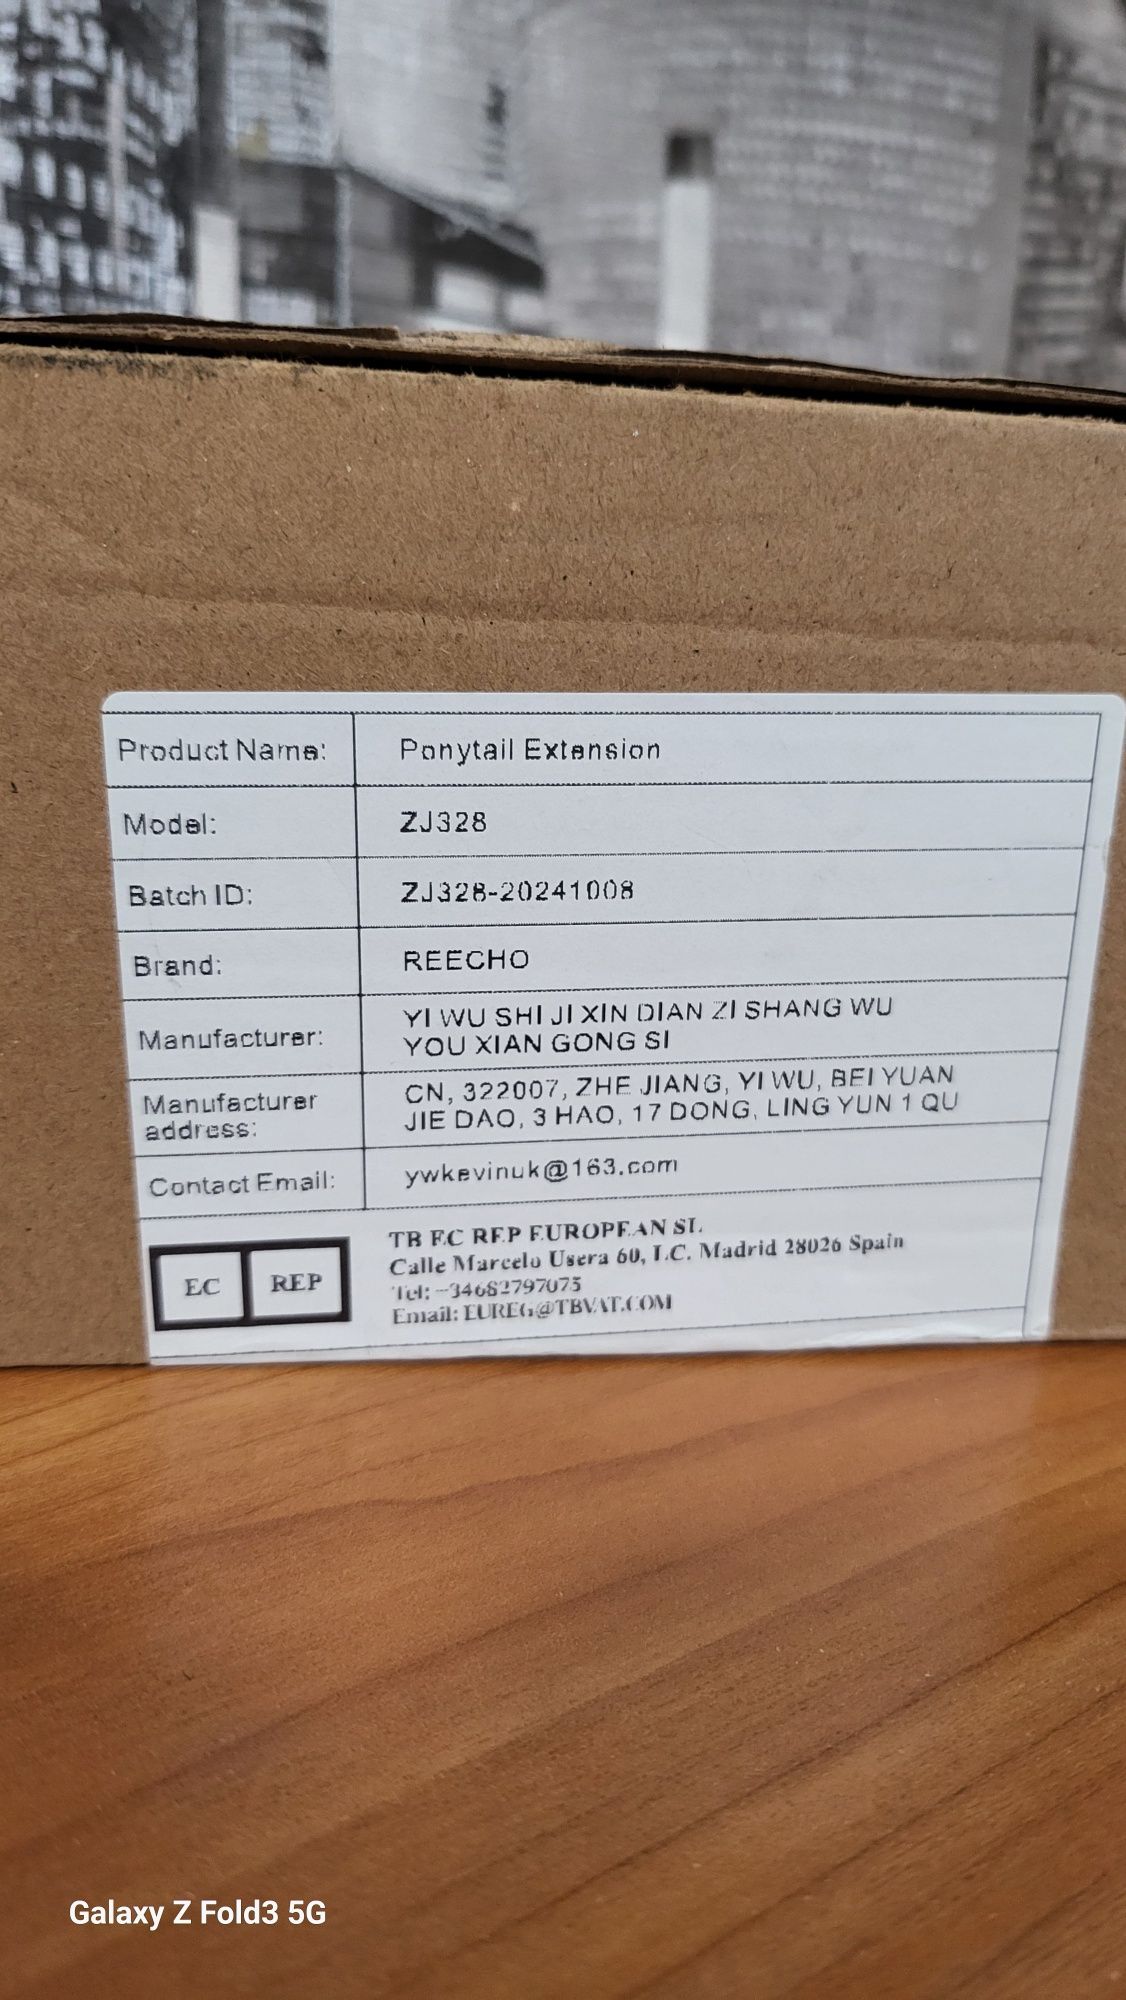 Product Name: Ponytail Extension
Model: ZJ328
Batch ID: ZJ328-20241008
Brand: REECHO
Manufacturer: YI WU SHI JI XIN DIAN ZI SHANG WU
YOU XIAN GONG SI
Manufacturer address: CN, 322007, ZHE JIANG, YI WU, BEI YUAN
JIE DAO, 3 HAO, 17 DONG, LING YUN 1 QU
Contact Email: ywkevinuk@163.com
EC REP
TB EC REP EUROPEAN SL
Calle Marcelo Usera 60, L.C. Madrid 28026 Spain
Tel: +34682797075
Email: EUREG@TBVAT.COM
Galaxy Z Fold3 5G